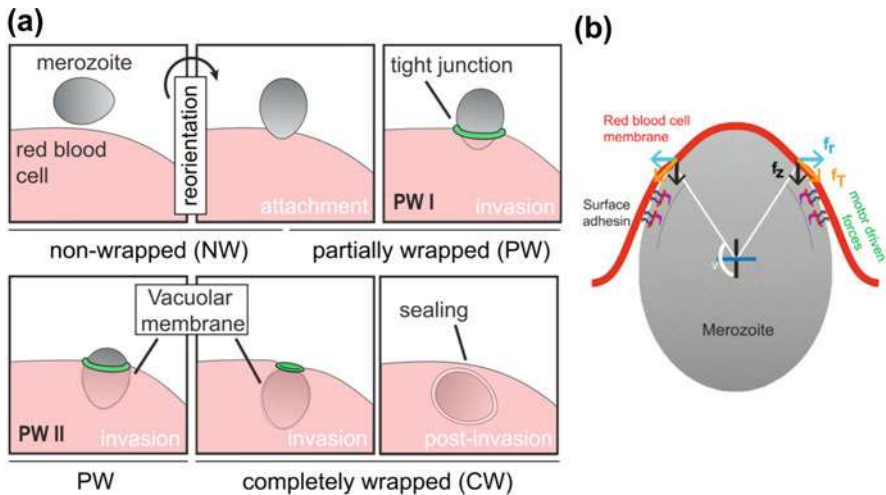 (a)
merozoite
red blood
cell
reorientation
attachment
tight junction
PW I
invasion
non-wrapped (NW)
partially wrapped (PW)
Vacuolar
membrane
sealing
PW II
invasion
invasion
post-invasion
PW
completely wrapped (CW)
(b)
Red blood cell
membrane
fr
fz
fT
Surface
adhesin
motor driven
forces
v
Merozoite